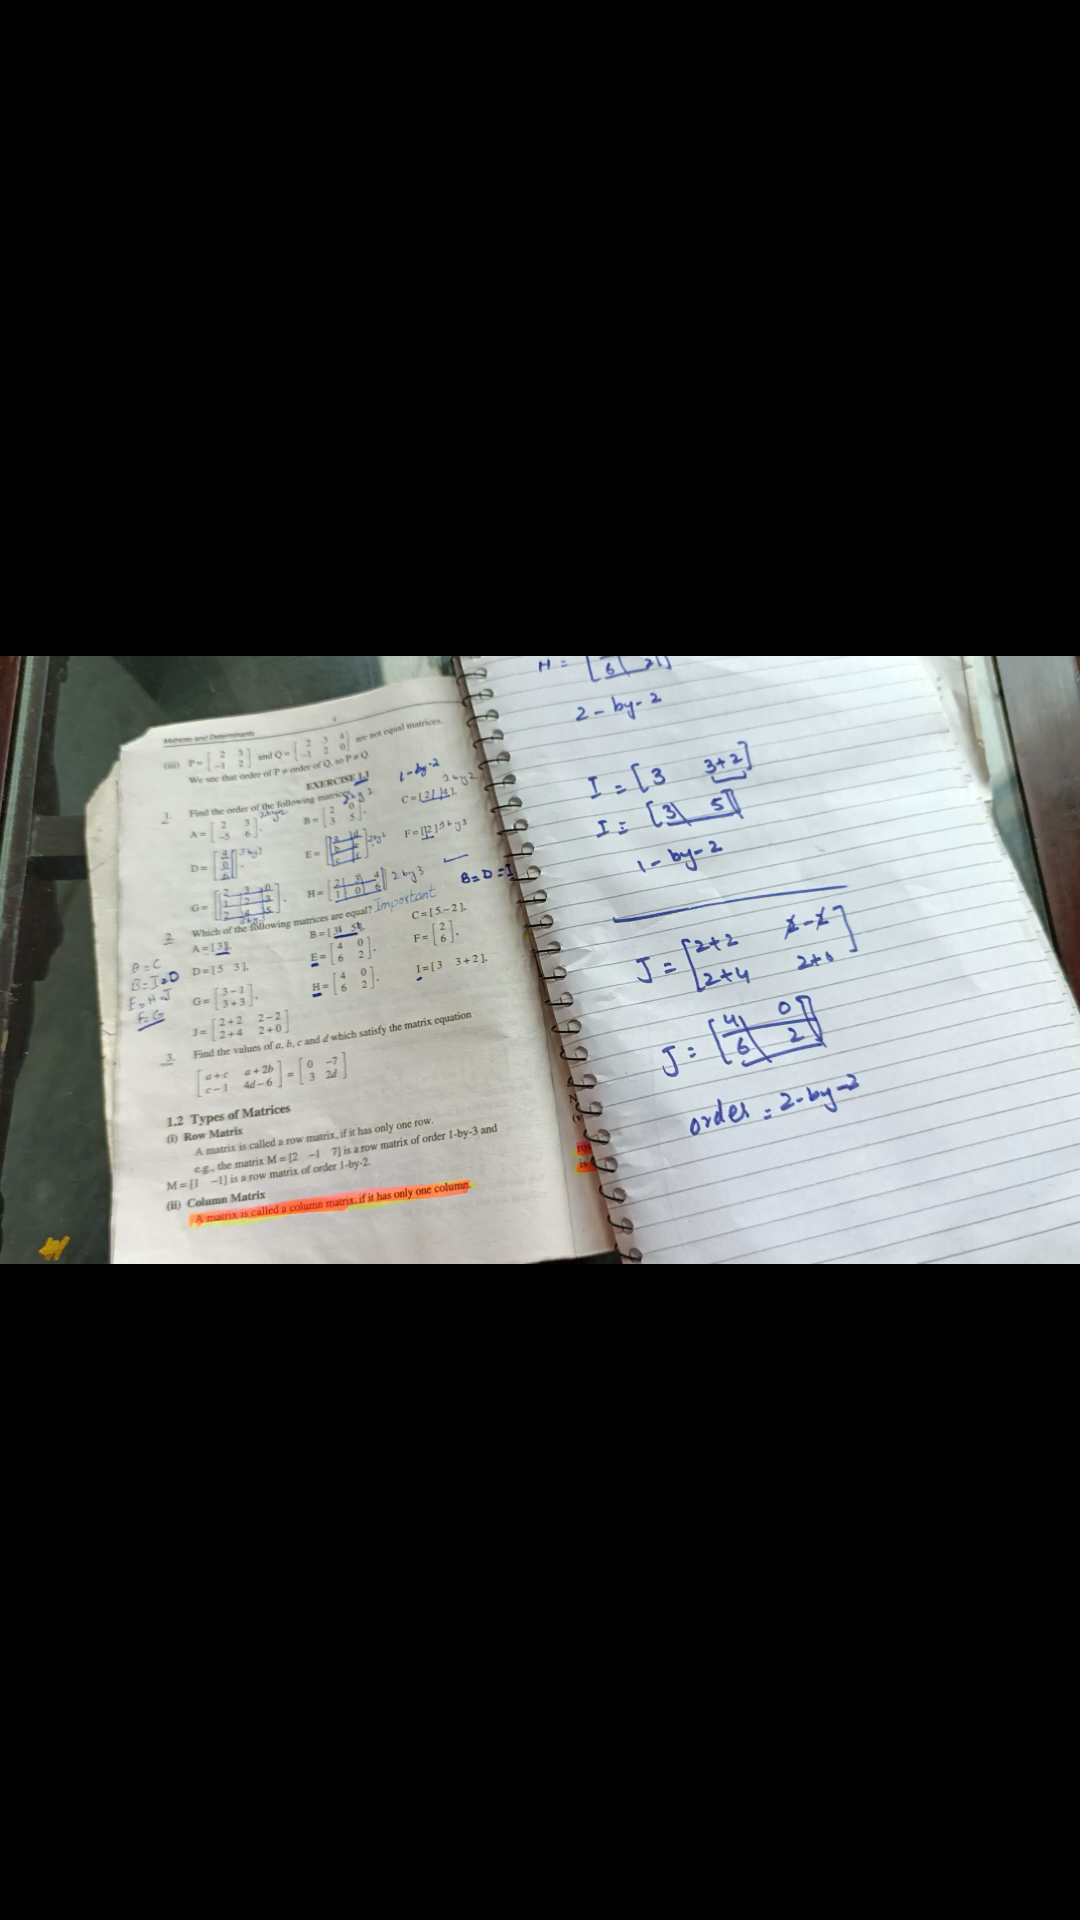 Matrices and Determinants
(iii) P = [ 2 3 -1 2 ] and Q = [ 2 3 4 -1 2 0 ] are not equal matrices.
We see that order of P ≠ order of Q, so P ≠ Q.
EXERCISE 1.1
1-by-2
1. Find the order of the following matrices.
A = [ 2 3 -5 6 ],
B = [ 2 0 3 5 ],
C = [ 2 4 ],
D = [ 4 0 6 ],
E =
F = [2]
G =
H = [ 2 3 4 1 0 6 ] 2-by 3
B = D = I
2. Which of the following matrices are equal? Important
A = [3],
B = [3 5],
C = [5-2],
D = [5 3],
E = [ 4 0 6 2 ],
F = [ 2 6 ],
G = [ 3-1 3+3 ],
H = [ 4 0 6 2 ],
I = [3 3+2],
J = [ 2+2 2-2 2+4 2+0 ]
B = I = D
E = H = J
F = G
3. Find the values of a, b, c and d which satisfy the matrix equation
[ a+c a+2b c-1 4d-6 ] = [ 0 -7 3 2d ]
1.2 Types of Matrices
(i) Row Matrix
A matrix is called a row matrix, if it has only one row.
e.g., the matrix M = [2 -1 7] is a row matrix of order 1-by-3 and
M = [1 -1] is a row matrix of order 1-by-2.
(ii) Column Matrix
A matrix is called a column matrix, if it has only one column.
H = [ 6 2 ]
2-by-2
I = [3 3+2]
I = [3 5]
1-by-2
J = [ 2+2 2-2
2+4 2+0 ]
J = [ 4 0
6 2 ]
order = 2-by-2